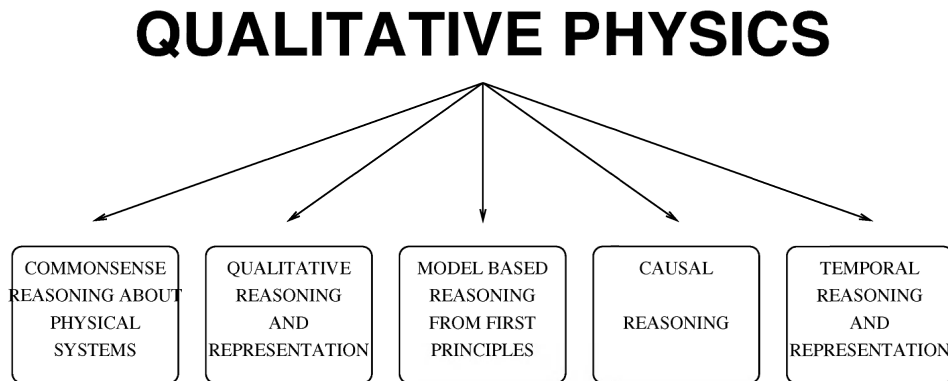 QUALITATIVE PHYSICS
COMMONSENSE
REASONING ABOUT
PHYSICAL
SYSTEMS
QUALITATIVE
REASONING
AND
REPRESENTATION
MODEL BASED
REASONING
FROM FIRST
PRINCIPLES
CAUSAL
REASONING
TEMPORAL
REASONING
AND
REPRESENTATION